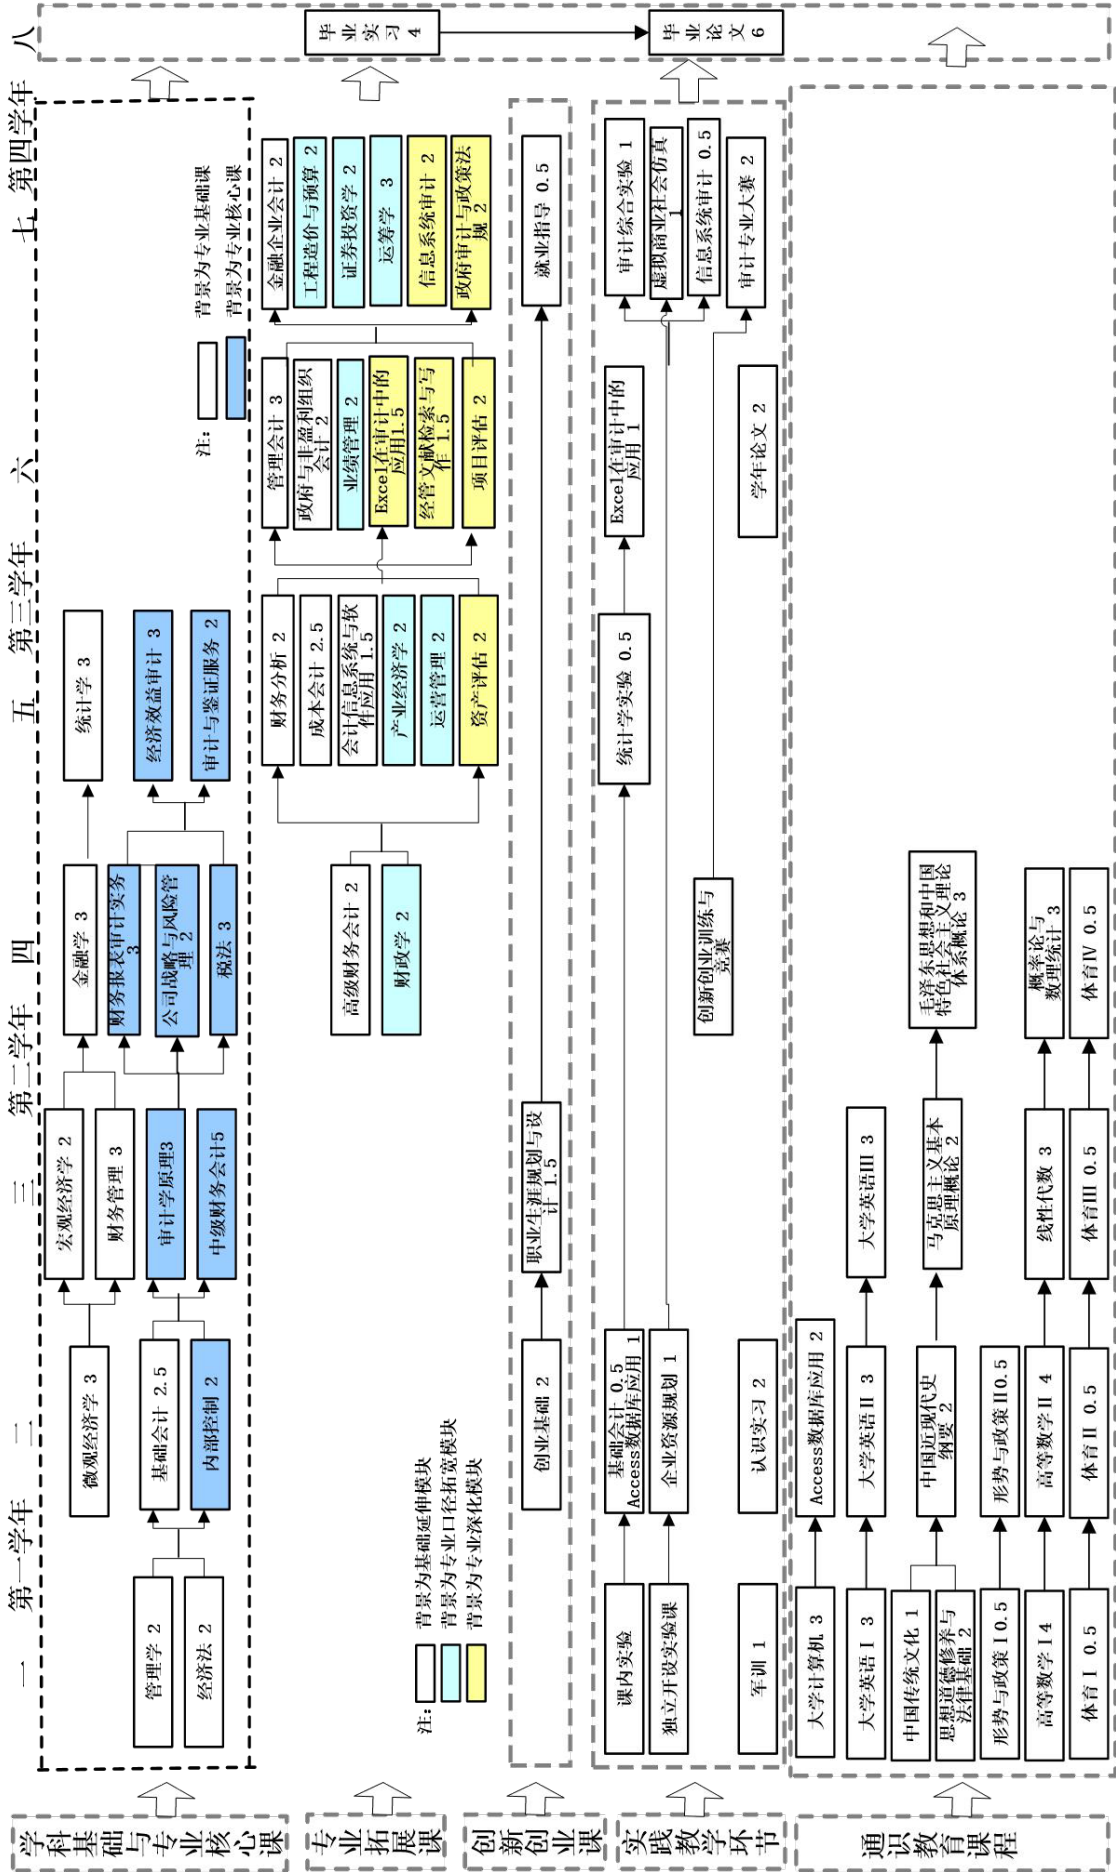 第一学年
第二学年
第三学年
第四学年
一
二
三
四
五
六
七
八
学科基础与专业核心课
管理学 2
经济法 2
微观经济学 3
基础会计 2.5
内部控制 2
宏观经济学 2
财务管理 3
审计学原理3
中级财务会计5
金融学 3
财务报表审计实务
3
公司战略与风险管
理 2
税法 3
统计学 3
经济效益审计 3
审计与鉴证服务 2
注:
背景为专业基础课
背景为专业核心课
专业拓展课
注:
背景为基础延伸模块
背景为专业口径拓宽模块
背景为专业深化模块
高级财务会计 2
财政学 2
财务分析 2
成本会计 2.5
会计信息系统与软
件应用 1.5
产业经济学 2
运营管理 2
资产评估 2
管理会计 3
政府与非盈利组织
会计 2
业绩管理 2
Excel在审计中的
应用1.5
经管文献检索与写
作 1.5
项目评估 2
金融企业会计 2
工程造价与预算 2
证券投资学 2
运筹学 3
信息系统审计 2
政府审计与政策法
规 2
创新创业课
创业基础 2
职业生涯规划与设
计 1.5
就业指导 0.5
实践教学环节
课内实验
独立开设实验课
军训 1
基础会计 0.5
Access数据库应用 1
企业资源规划 1
认识实习 2
创新创业训练与
竞赛
统计学实验 0.5
Excel在审计中的
应用 1
学年论文 2
审计综合实验 1
虚拟商业社会仿真
1
信息系统审计 0.5
审计专业大赛 2
毕业实习 4
毕业论文 6
通识教育课程
大学计算机 3
大学英语Ⅰ 3
中国传统文化 1
思想道德修养与
法律基础 2
形势与政策Ⅰ0.5
高等数学Ⅰ4
体育Ⅰ 0.5
Access数据库应用 2
大学英语Ⅱ 3
中国近现代史
纲要 2
形势与政策Ⅱ0.5
高等数学Ⅱ 4
体育Ⅱ 0.5
大学英语Ⅲ 3
马克思主义基本
原理概论 2
线性代数 3
体育Ⅲ 0.5
毛泽东思想和中国
特色社会主义理论
体系概论 3
概率论与
数理统计 3
体育Ⅳ 0.5